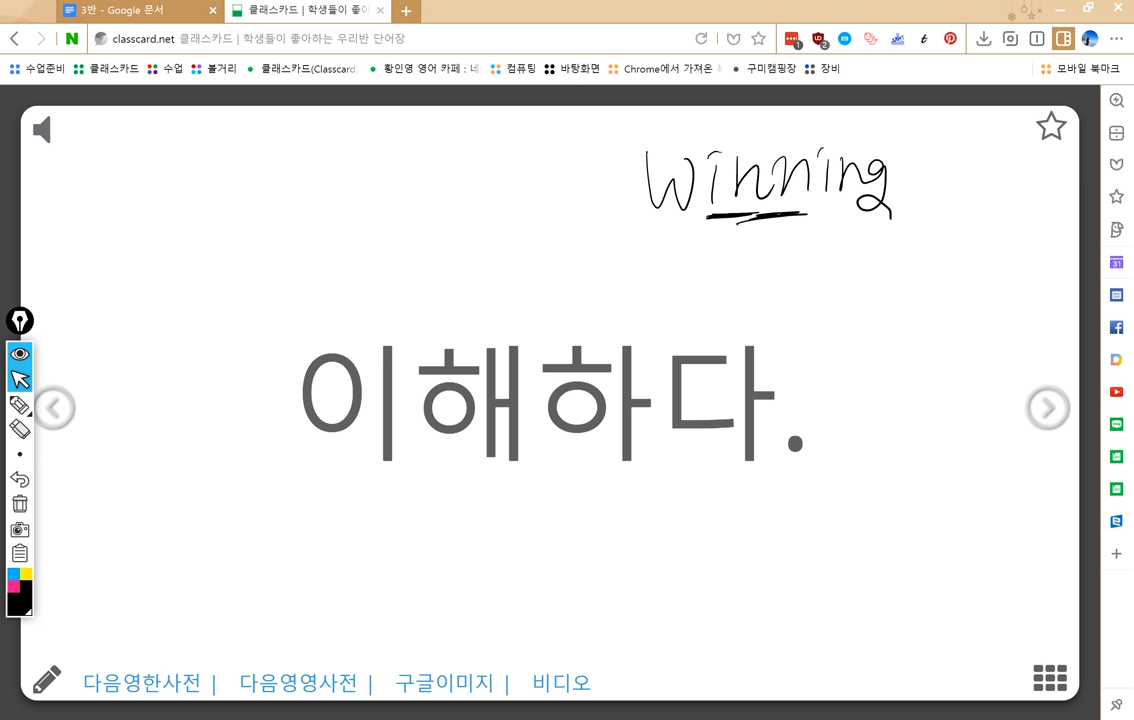 3반 - Google 문서
클래스카드 | 학생들이 좋아
classcard.net 클래스카드 | 학생들이 좋아하는 우리반 단어장
수업준비 클래스카드 수업 볼거리 클래스카드(Classcard) 황인영 영어 카페 : 네 컴퓨팅 바탕화면 Chrome에서 가져온 구미캠핑장 장비 모바일 북마크
winning
이해하다.
다음영한사전 | 다음영영사전 | 구글이미지 | 비디오